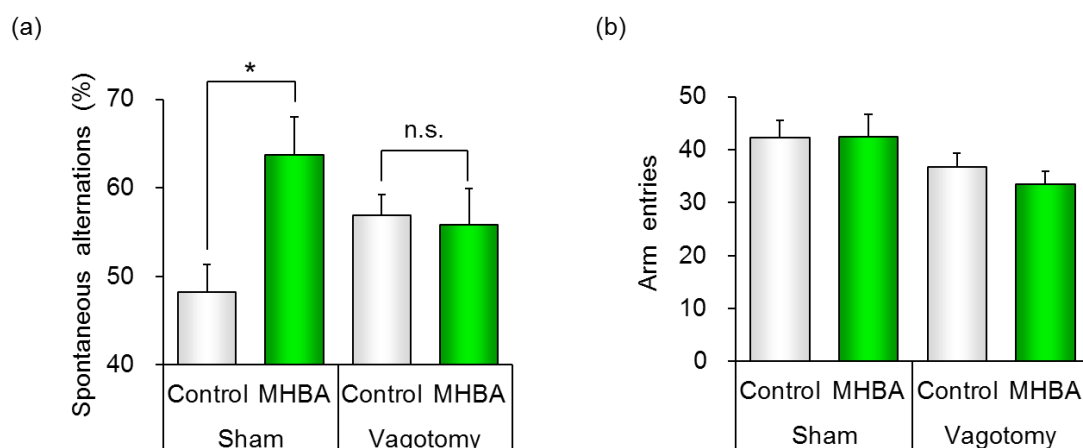 (a)
Spontaneous alternations (%)
70
60
50
40
*
n.s.
Control MHBA Control MHBA
Sham Vagotomy
(b)
Arm entries
50
40
30
20
10
0
Control MHBA Control MHBA
Sham Vagotomy